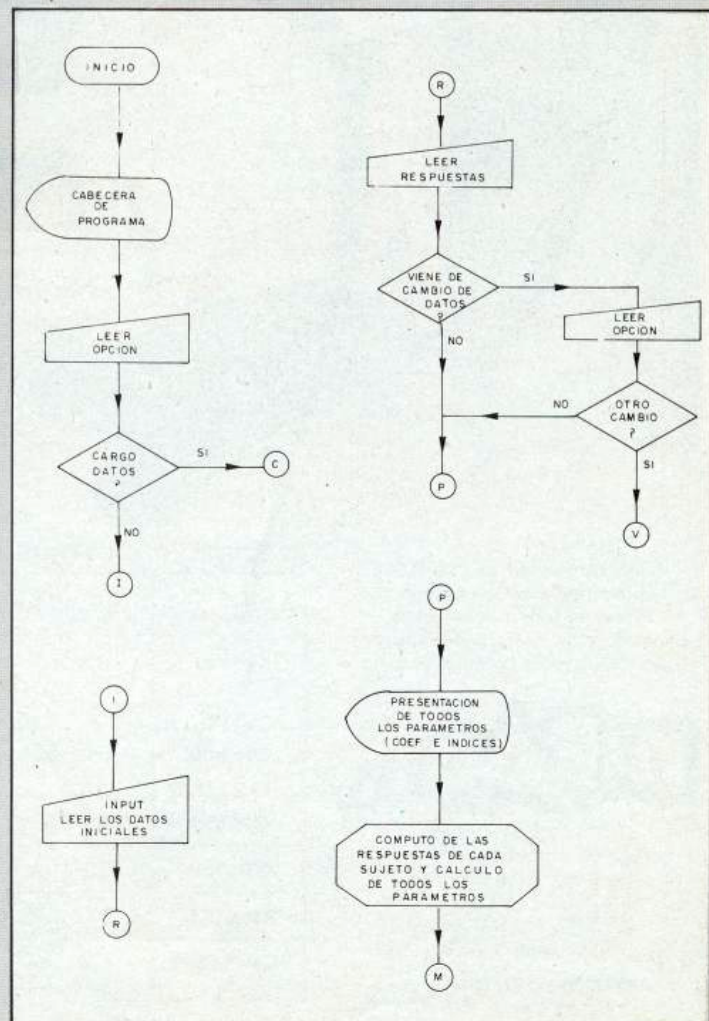 INICIO
CABECERA
DE
PROGRAMA
LEER
OPCION
CARGO
DATOS
?
SI
C
NO
I
I
INPUT
LEER LOS DATOS
INICIALES
R
R
LEER
RESPUESTAS
VIENE DE
CAMBIO DE
DATOS
?
SI
NO
LEER
OPCION
OTRO
CAMBIO
?
NO
SI
P
V
P
PRESENTACION
DE TODOS
LOS PARAMETROS
(COEF E INDICES)
COMPUTO DE LAS
RESPUESTAS DE CADA
SUJETO Y CALCULO
DE TODOS LOS
PARAMETROS
M